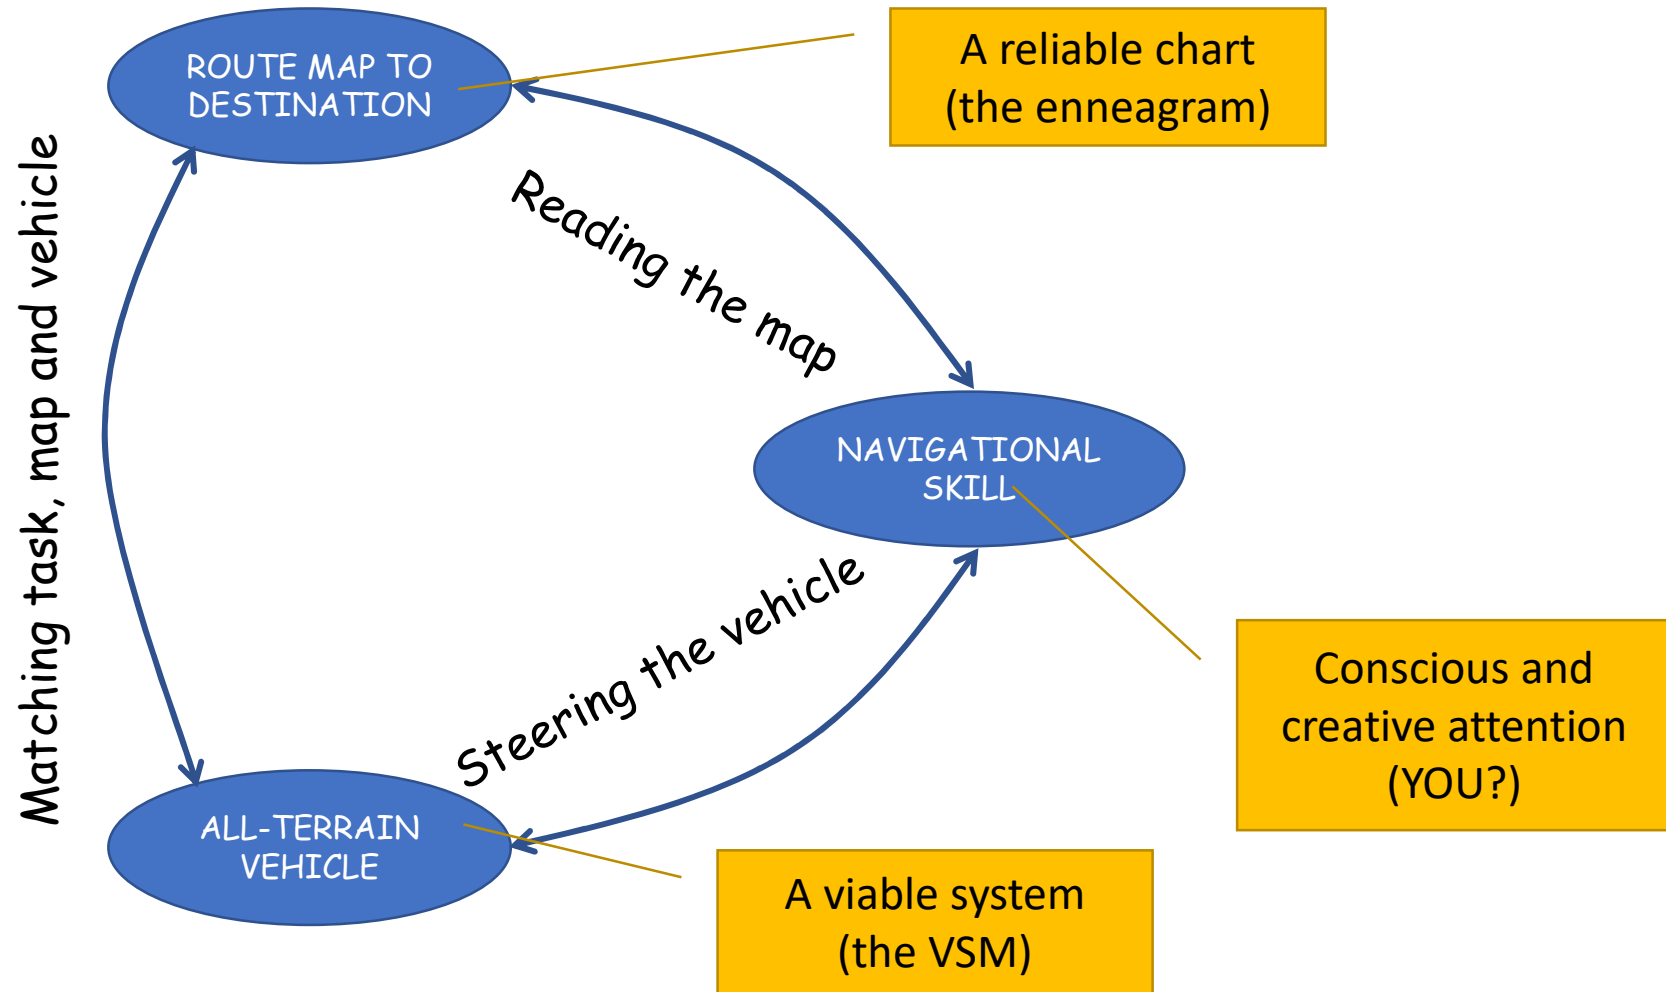 ROUTE MAP TO
DESTINATION
A reliable chart
(the enneagram)
Matching task, map and vehicle
Reading the map
NAVIGATIONAL
SKILL
Steering the vehicle
Conscious and
creative attention
(YOU?)
ALL-TERRAIN
VEHICLE
A viable system
(the VSM)